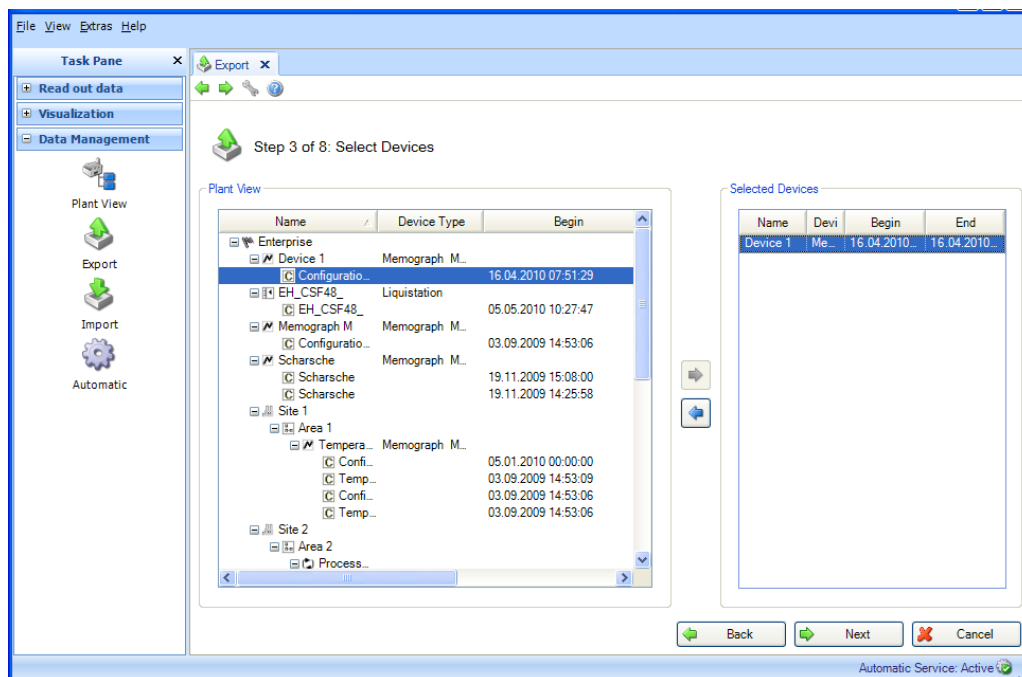 File View Extras Help
Task Pane
Export
Read out data
Visualization
Data Management
Plant View
Export
Import
Automatic
Step 3 of 8: Select Devices
Plant View
Name Device Type Begin
Enterprise
Device 1 Memograph M...
Configuratio... 16.04.2010 07:51:29
EH_CSF48_ Liquistation
EH_CSF48_ 05.05.2010 10:27:47
Memograph M Memograph M...
Configuratio... 03.09.2009 14:53:06
Scharsche Memograph M...
Scharsche 19.11.2009 15:08:00
Scharsche 19.11.2009 14:25:58
Site 1
Area 1
Tempera... Memograph M...
Confi... 05.01.2010 00:00:00
Temp... 03.09.2009 14:53:09
Confi... 03.09.2009 14:53:06
Temp... 03.09.2009 14:53:06
Site 2
Area 2
Process...
Selected Devices
Name Devi Begin End
Device 1 Me... 16.04.2010... 16.04.2010...
Back Next Cancel
Automatic Service: Active